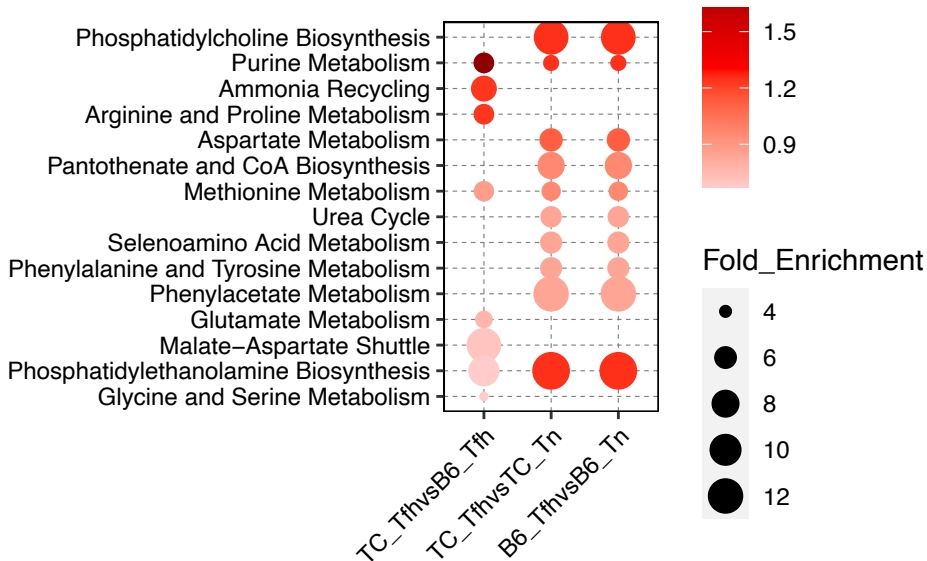 Phosphatidylcholine Biosynthesis
Purine Metabolism
Ammonia Recycling
Arginine and Proline Metabolism
Aspartate Metabolism
Pantothenate and CoA Biosynthesis
Methionine Metabolism
Urea Cycle
Selenoamino Acid Metabolism
Phenylalanine and Tyrosine Metabolism
Phenylacetate Metabolism
Glutamate Metabolism
Malate−Aspartate Shuttle
Phosphatidylethanolamine Biosynthesis
Glycine and Serine Metabolism
TC_TfhvsB6_Tfh
TC_TfhvsTC_Tn
B6_TfhvsB6_Tn
1.5
1.2
0.9
Fold_Enrichment
4
6
8
10
12